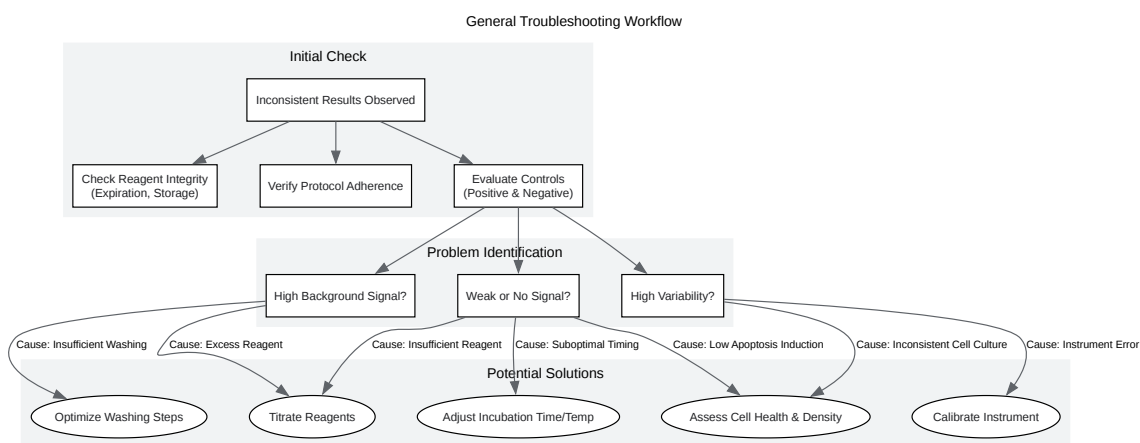 General Troubleshooting Workflow
Initial Check
Inconsistent Results Observed
Check Reagent Integrity
(Expiration, Storage)
Verify Protocol Adherence
Evaluate Controls
(Positive & Negative)
Problem Identification
High Background Signal?
Weak or No Signal?
High Variability?
Cause: Insufficient Washing
Cause: Excess Reagent
Cause: Insufficient Reagent
Cause: Suboptimal Timing
Cause: Low Apoptosis Induction
Cause: Inconsistent Cell Culture
Cause: Instrument Error
Potential Solutions
Optimize Washing Steps
Titrate Reagents
Adjust Incubation Time/Temp
Assess Cell Health & Density
Calibrate Instrument